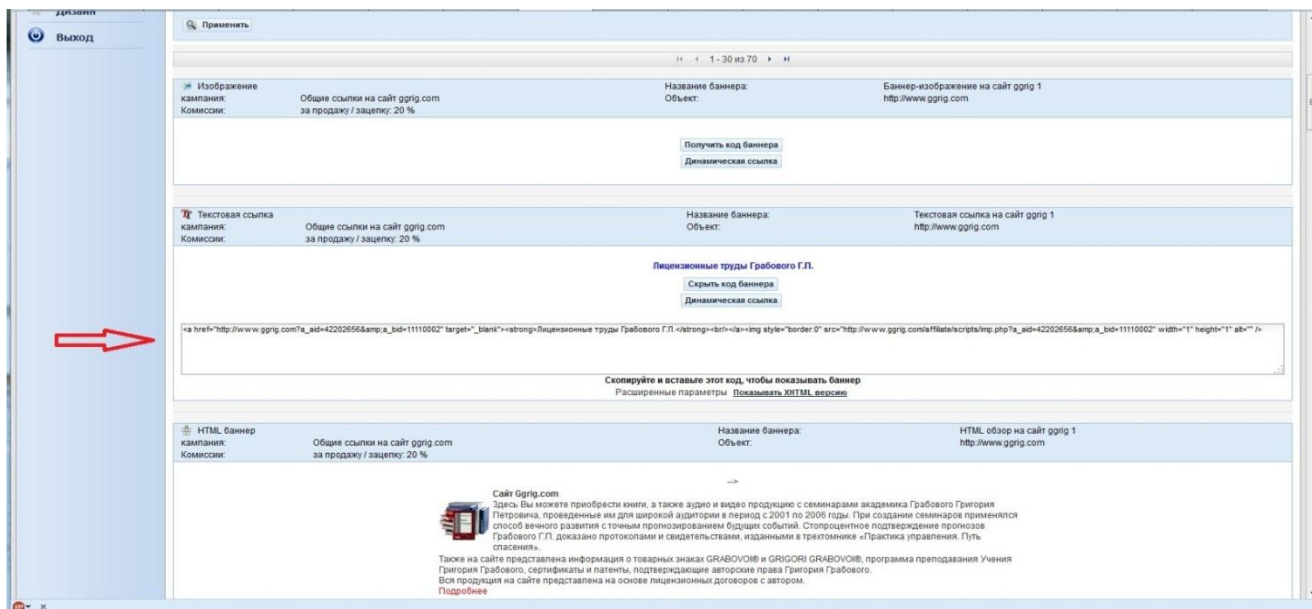 Дизайн
Выход
Применить
1 - 30 из 70
Изображение
кампания: Общие ссылки на сайт ggrig.com
Комиссии: за продажу / зацепку: 20 %
Название баннера: Баннер-изображение на сайт ggrig 1
Объект: http://www.ggrig.com
Получить код баннера
Динамическая ссылка
Текстовая ссылка
кампания: Общие ссылки на сайт ggrig.com
Комиссии: за продажу / зацепку: 20 %
Название баннера: Текстовая ссылка на сайт ggrig 1
Объект: http://www.ggrig.com
Лицензионные труды Грабового Г.П.
Скрыть код баннера
Динамическая ссылка
<a href="http://www.ggrig.com?a_aid=42202656&amp;a_bid=11110002" target="_blank"><strong>Лицензионные труды Грабового Г.П.</strong><br/></a><img style="border:0" src="http://www.ggrig.com/affiliate/scripts/imp.php?a_aid=42202656&amp;a_bid=11110002" width="1" height="1" alt="" />
Скопируйте и вставьте этот код, чтобы показывать баннер
Расширенные параметры Показывать XHTML версию
HTML баннер
кампания: Общие ссылки на сайт ggrig.com
Комиссии: за продажу / зацепку: 20 %
Название баннера: HTML обзор на сайт ggrig 1
Объект: http://www.ggrig.com
-->
Сайт Ggrig.com
Здесь Вы можете приобрести книги, а также аудио и видео продукцию с семинарами академика Грабового Григория
Петровича, проведенные им для широкой аудитории в период с 2001 по 2006 годы. При создании семинаров применялся
способ вечного развития с точным прогнозированием будущих событий. Стопроцентное подтверждение прогнозов
Грабового Г.П. доказано протоколами и свидетельствами, изданными в трехтомнике «Практика управления. Путь
спасения».
Также на сайте представлена информация о товарных знаках GRABOVOI® и GRIGORI GRABOVOI®, программа преподавания Учения
Григория Грабового, сертификаты и патенты, подтверждающие авторские права Григория Грабового.
Вся продукция на сайте представлена на основе лицензионных договоров с автором.
Подробнее